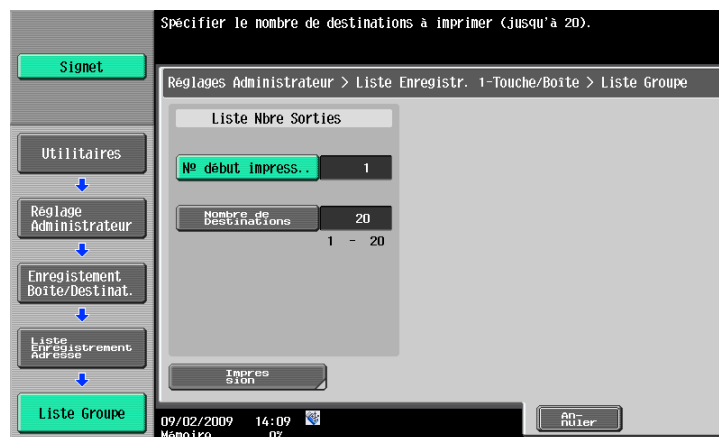 Spécifier le nombre de destinations à imprimer (jusqu'à 20).
Signet
Réglages Administrateur > Liste Enregistr. 1-Touche/Boîte > Liste Groupe
Liste Nbre Sorties
Utilitaires
Nº début impress..
1
Réglage
Administrateur
Nombre de
Destinations
20
1 - 20
Enregistement
Boîte/Destinat.
Liste
Enregistrement
Adresse
Impres
sion
Liste Groupe
An-
nuler
09/02/2009 14:09
Mémoire 0%